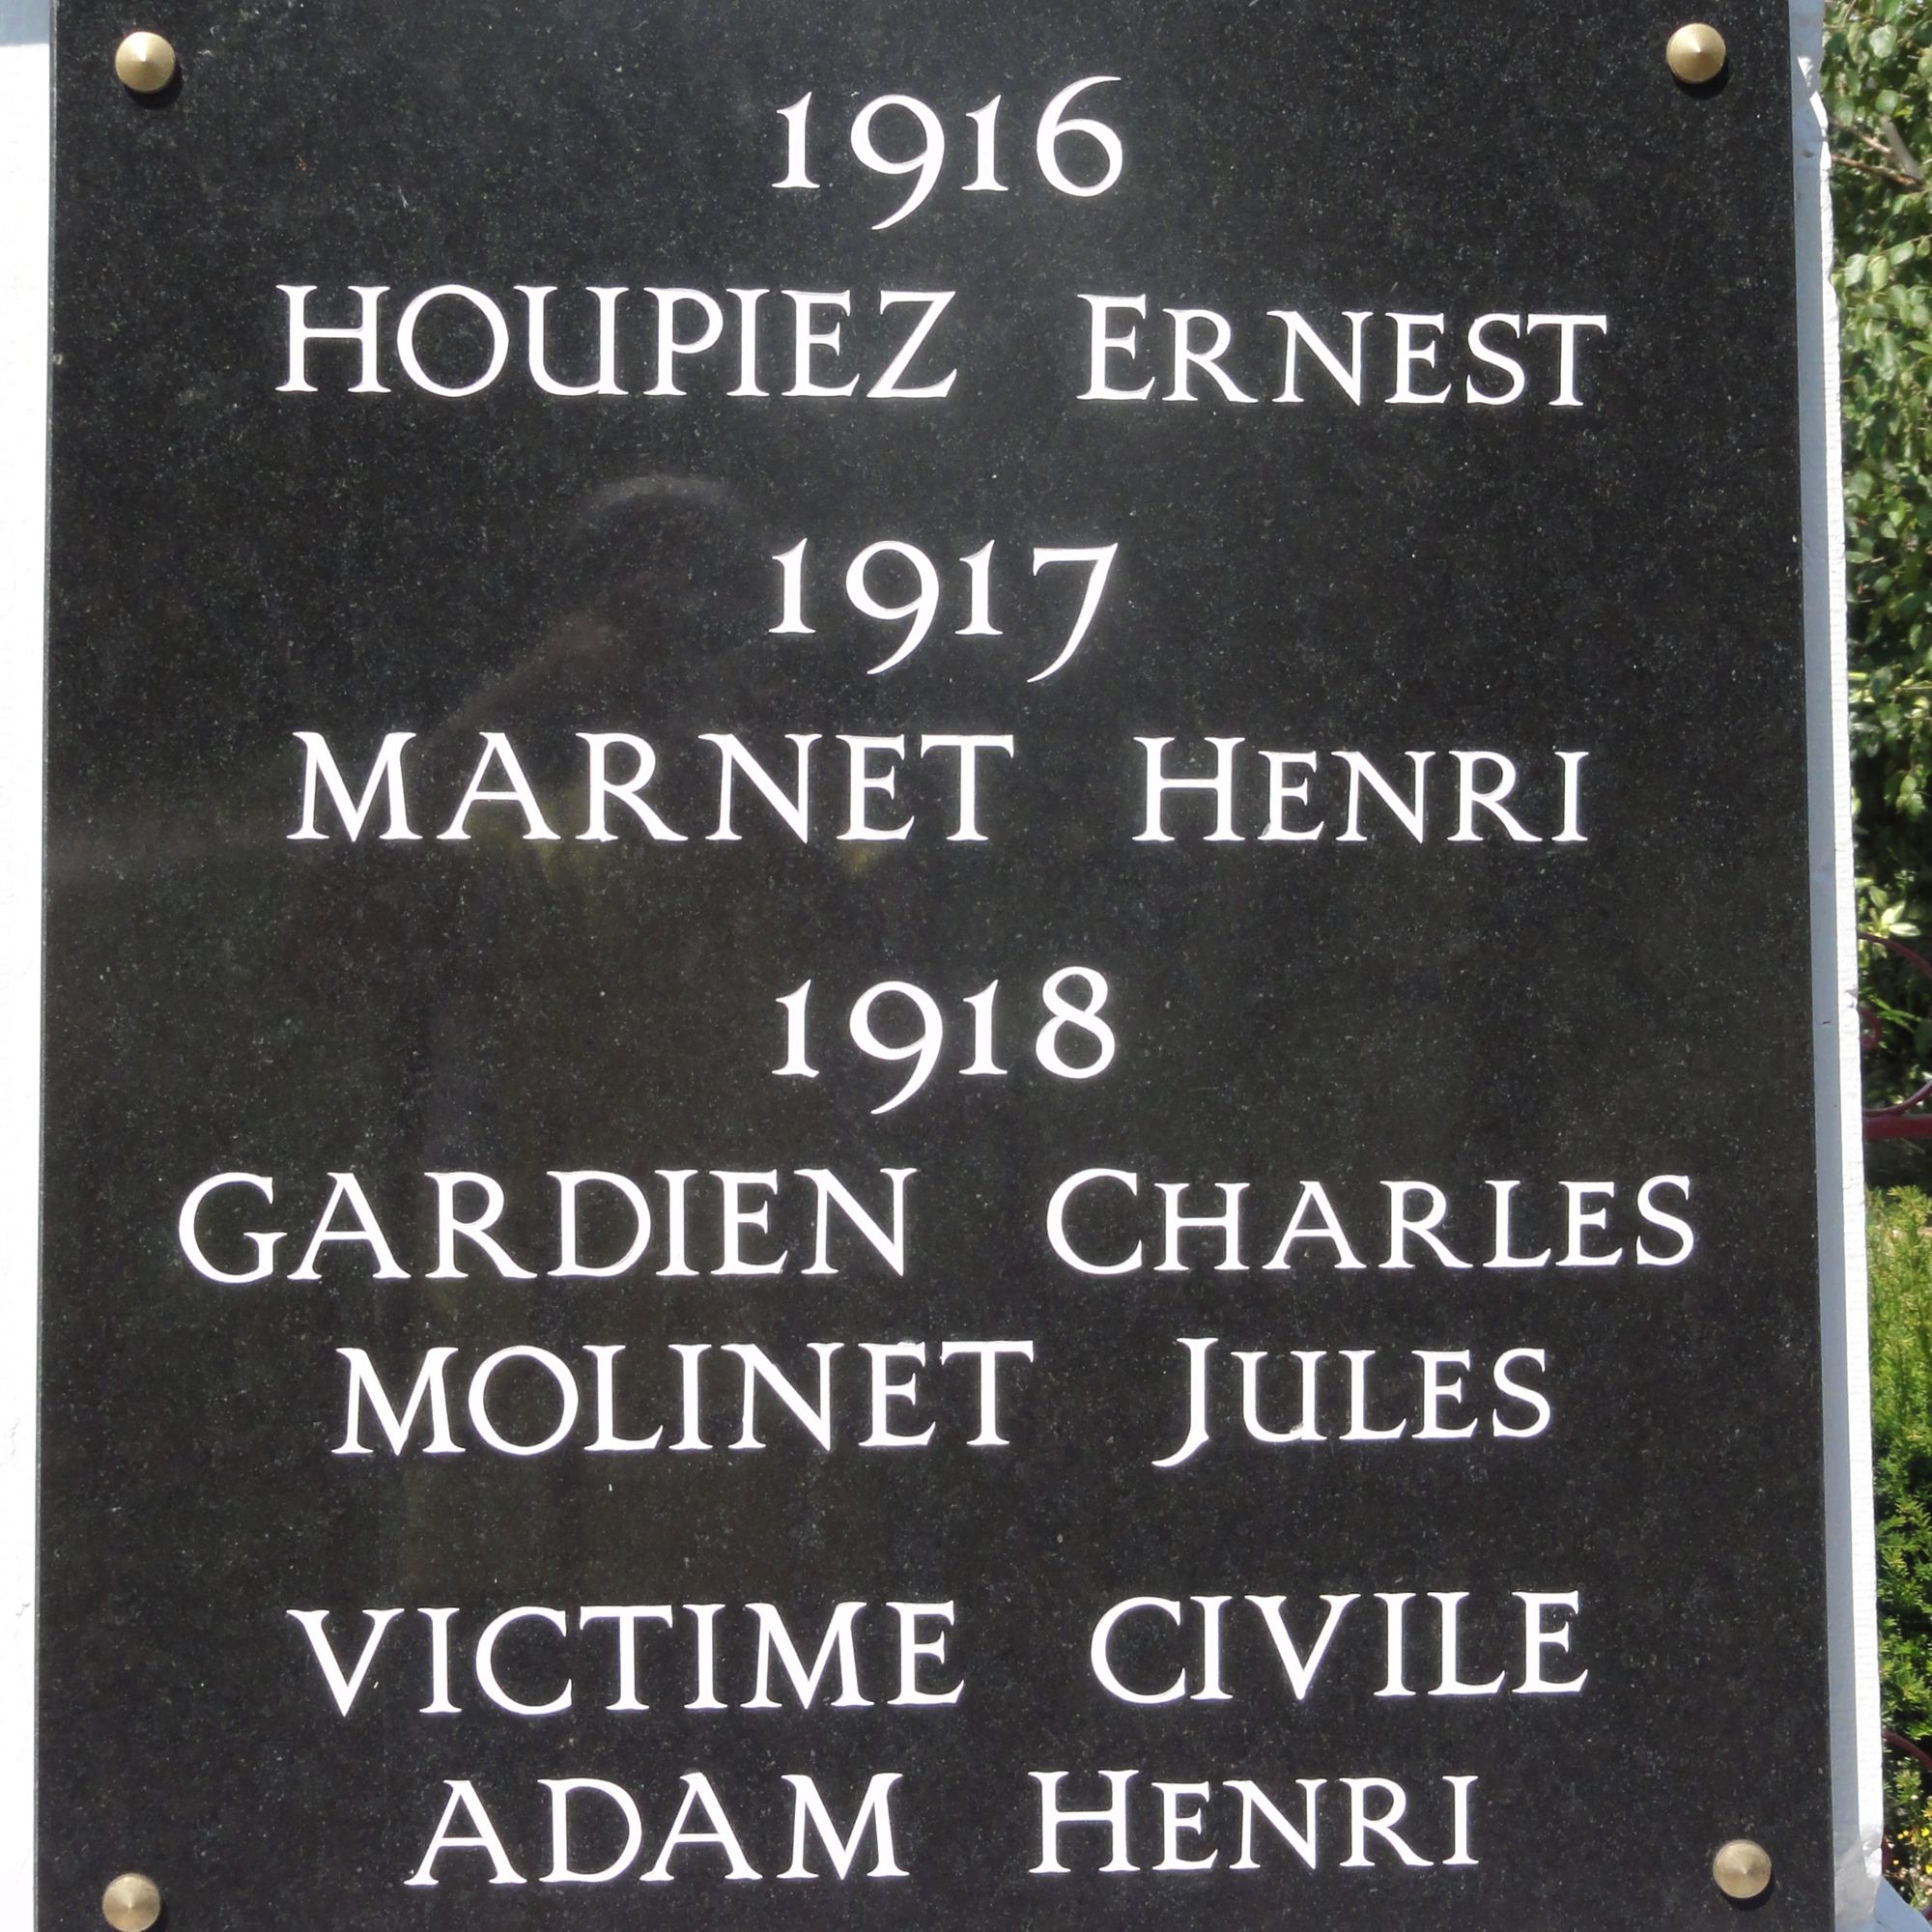 1916
HOUPIEZ ERNEST
1917
MARNET HENRI
1918
GARDIEN CHARLES
MOLINET JULES
VICTIME CIVILE
ADAM HENRI